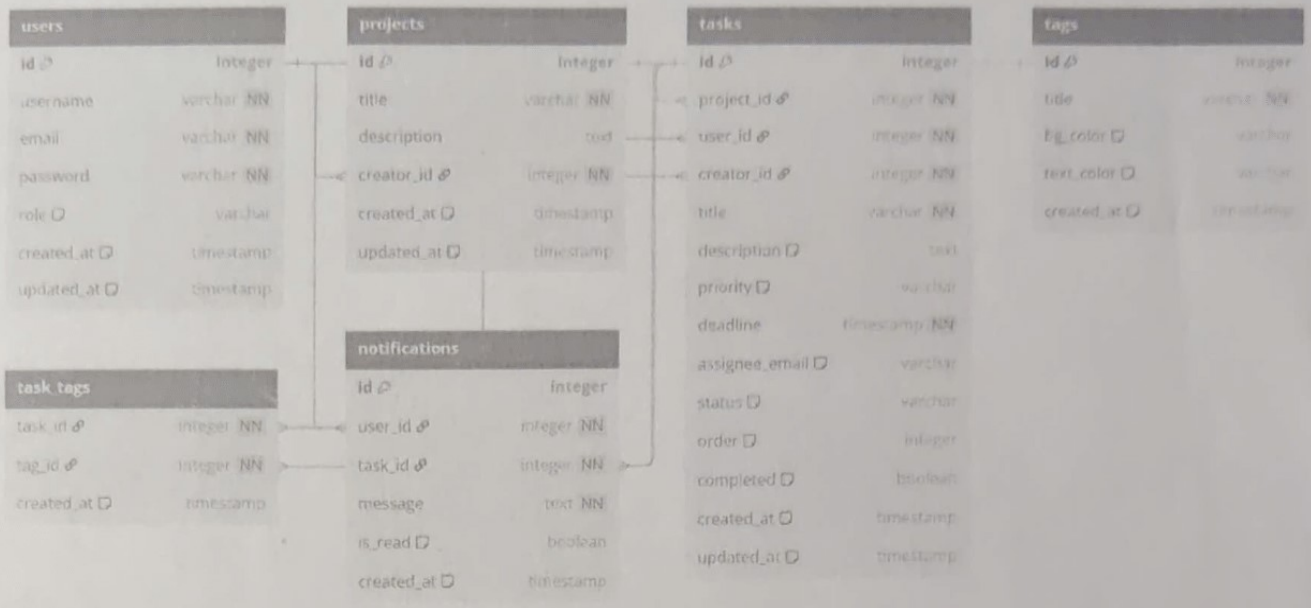 users
id integer
username varchar NN
email varchar NN
password varchar NN
role varchar
created_at timestamp
updated_at timestamp
projects
id integer
title varchar NN
description text
creator_id integer NN
created_at timestamp
updated_at timestamp
tasks
id integer
project_id integer NN
user_id integer NN
creator_id integer NN
title varchar NN
description text
priority varchar
deadline timestamp NN
assignee_email varchar
status varchar
order integer
completed boolean
created_at timestamp
updated_at timestamp
tags
id integer
title varchar NN
bg_color varchar
text_color varchar
created_at timestamp
task_tags
task_id integer NN
tag_id integer NN
created_at timestamp
notifications
id integer
user_id integer NN
task_id integer NN
message text NN
is_read boolean
created_at timestamp